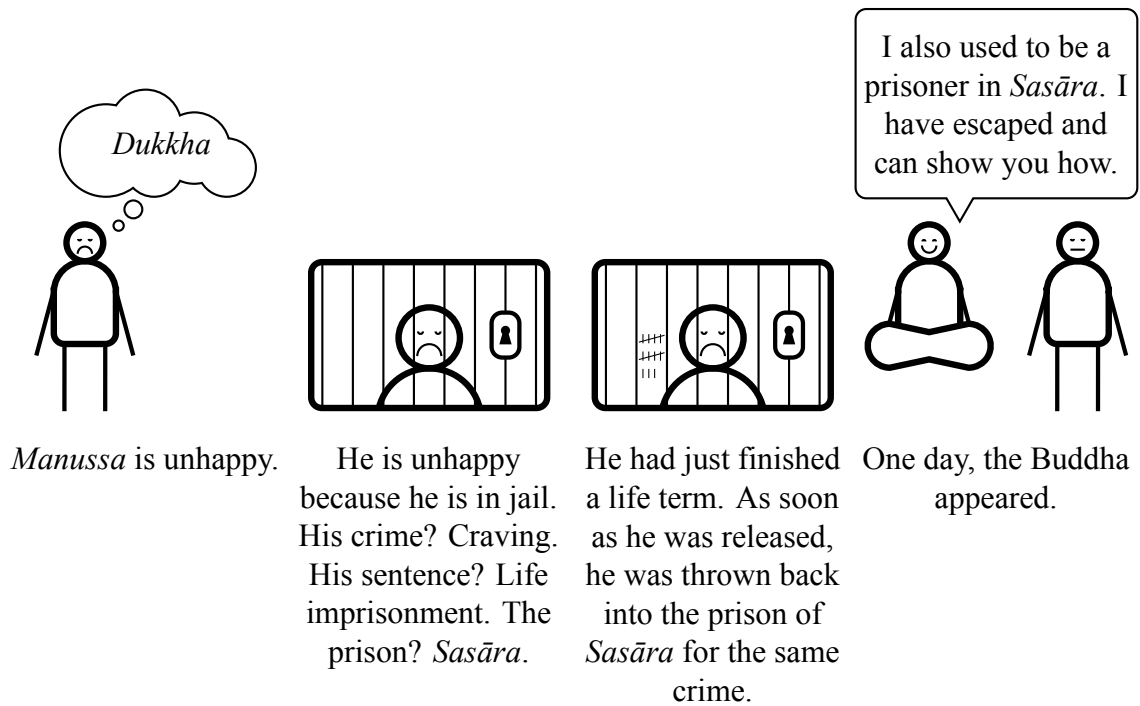 Dukkha
Manussa is unhappy.
He is unhappy
because he is in jail.
His crime? Craving.
His sentence? Life
imprisonment. The
prison? Sasāra.
He had just finished
a life term. As soon
as he was released,
he was thrown back
into the prison of
Sasāra for the same
crime.
I also used to be a
prisoner in Sasāra. I
have escaped and
can show you how.
One day, the Buddha
appeared.